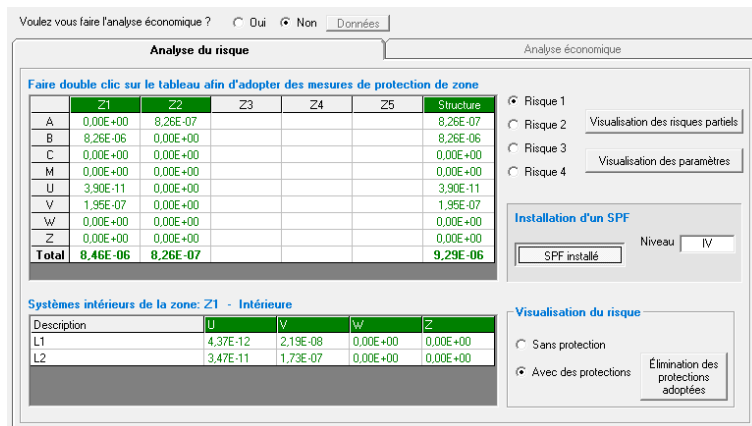 Voulez vous faire l'analyse économique ? Oui Non Données
Analyse du risque Analyse économique
Faire double clic sur le tableau afin d'adopter des mesures de protection de zone
Z1 Z2 Z3 Z4 Z5 Structure
A 0,00E+00 8,26E-07 8,26E-07
B 8,26E-06 0,00E+00 8,26E-06
C 0,00E+00 0,00E+00 0,00E+00
M 0,00E+00 0,00E+00 0,00E+00
U 3,90E-11 0,00E+00 3,90E-11
V 1,95E-07 0,00E+00 1,95E-07
W 0,00E+00 0,00E+00 0,00E+00
Z 0,00E+00 0,00E+00 0,00E+00
Total 8,46E-06 8,26E-07 9,29E-06
Risque 1
Risque 2
Risque 3
Risque 4
Visualisation des risques partiels
Visualisation des paramètres
Installation d'un SPF
SPF installé Niveau IV
Systèmes intérieurs de la zone: Z1 - Intérieure
Description U V W Z
L1 4,37E-12 2,19E-08 0,00E+00 0,00E+00
L2 3,47E-11 1,73E-07 0,00E+00 0,00E+00
Visualisation du risque
Sans protection
Avec des protections
Élimination des
protections
adoptées